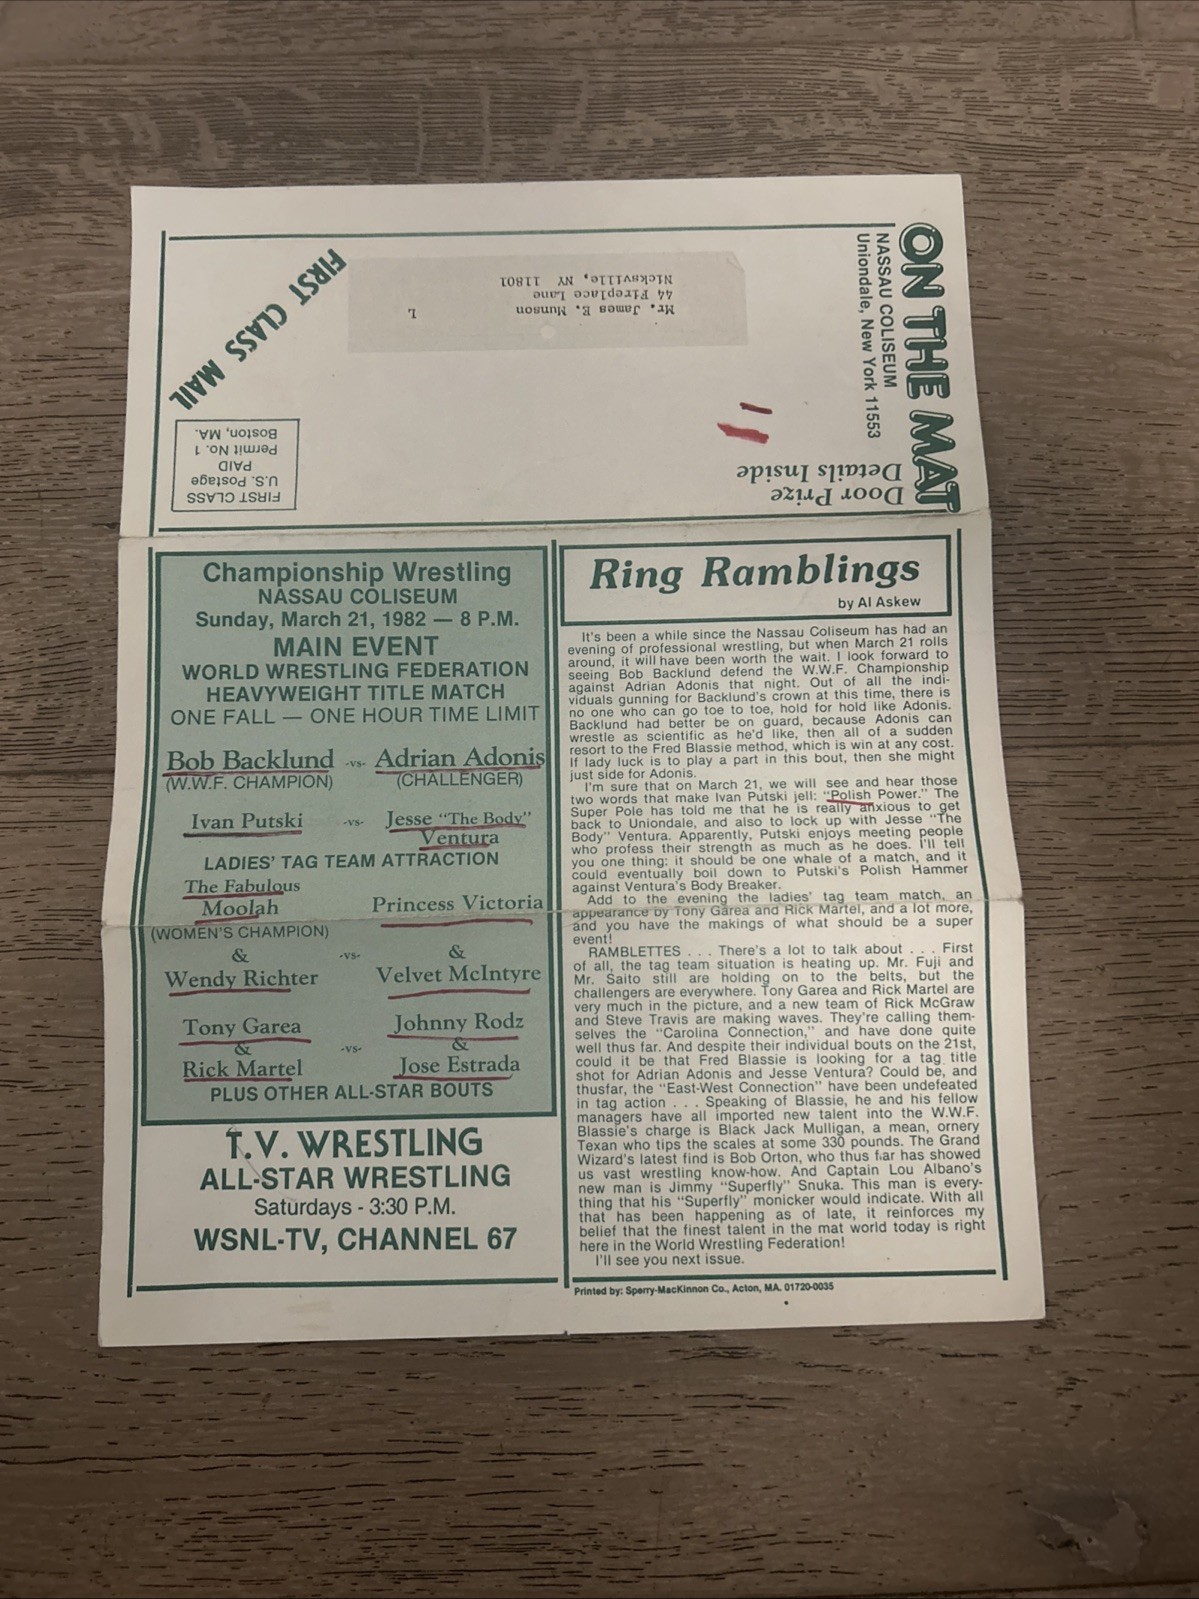 ON THE MAT
NASSAU COLISEUM
Uniondale, New York 11553
Door Prize
Details Inside
Mr. James E. Munson L
44 Fireplace Lane
Hicksville, NY 11801
FIRST CLASS MAIL
FIRST CLASS
U.S. Postage
PAID
Permit No. 1
Boston, MA.
Championship Wrestling
NASSAU COLISEUM
Sunday, March 21, 1982 — 8 P.M.
MAIN EVENT
WORLD WRESTLING FEDERATION
HEAVYWEIGHT TITLE MATCH
ONE FALL — ONE HOUR TIME LIMIT
Bob Backlund -vs- Adrian Adonis
(W.W.F. CHAMPION) (CHALLENGER)
Ivan Putski -vs- Jesse "The Body"
Ventura
LADIES' TAG TEAM ATTRACTION
The Fabulous
Moolah Princess Victoria
(WOMEN'S CHAMPION)
& -vs- &
Wendy Richter Velvet McIntyre
Tony Garea Johnny Rodz
& -vs- &
Rick Martel Jose Estrada
PLUS OTHER ALL-STAR BOUTS
T.V. WRESTLING
ALL-STAR WRESTLING
Saturdays - 3:30 P.M.
WSNL-TV, CHANNEL 67
Ring Ramblings
by Al Askew
It's been a while since the Nassau Coliseum has had an
evening of professional wrestling, but when March 21 rolls
around, it will have been worth the wait. I look forward to
seeing Bob Backlund defend the W.W.F. Championship
against Adrian Adonis that night. Out of all the indi-
viduals gunning for Backlund's crown at this time, there is
no one who can go toe to toe, hold for hold like Adonis.
Backlund had better be on guard, because Adonis can
wrestle as scientific as he'd like, then all of a sudden
resort to the Fred Blassie method, which is win at any cost.
If lady luck is to play a part in this bout, then she might
just side for Adonis.
I'm sure that on March 21, we will see and hear those
two words that make Ivan Putski jell: "Polish Power." The
Super Pole has told me that he is really anxious to get
back to Uniondale, and also to lock up with Jesse "The
Body" Ventura. Apparently, Putski enjoys meeting people
who profess their strength as much as he does. I'll tell
you one thing: it should be one whale of a match, and it
could eventually boil down to Putski's Polish Hammer
against Ventura's Body Breaker.
Add to the evening the ladies' tag team match, an
appearance by Tony Garea and Rick Martel, and a lot more,
and you have the makings of what should be a super
event!
RAMBLETTES . . . There's a lot to talk about . . . First
of all, the tag team situation is heating up. Mr. Fuji and
Mr. Saito still are holding on to the belts, but the
challengers are everywhere. Tony Garea and Rick Martel are
very much in the picture, and a new team of Rick McGraw
and Steve Travis are making waves. They're calling them-
selves the "Carolina Connection," and have done quite
well thus far. And despite their individual bouts on the 21st,
could it be that Fred Blassie is looking for a tag title
shot for Adrian Adonis and Jesse Ventura? Could be, and
thusfar, the "East-West Connection" have been undefeated
in tag action . . . Speaking of Blassie, he and his fellow
managers have all imported new talent into the W.W.F.
Blassie's charge is Black Jack Mulligan, a mean, ornery
Texan who tips the scales at some 330 pounds. The Grand
Wizard's latest find is Bob Orton, who thus far has showed
us vast wrestling know-how. And Captain Lou Albano's
new man is Jimmy "Superfly" Snuka. This man is every-
thing that his "Superfly" monicker would indicate. With all
that has been happening as of late, it reinforces my
belief that the finest talent in the mat world today is right
here in the World Wrestling Federation!
I'll see you next issue.
Printed by: Sperry-MacKinnon Co., Acton, MA. 01720-0035